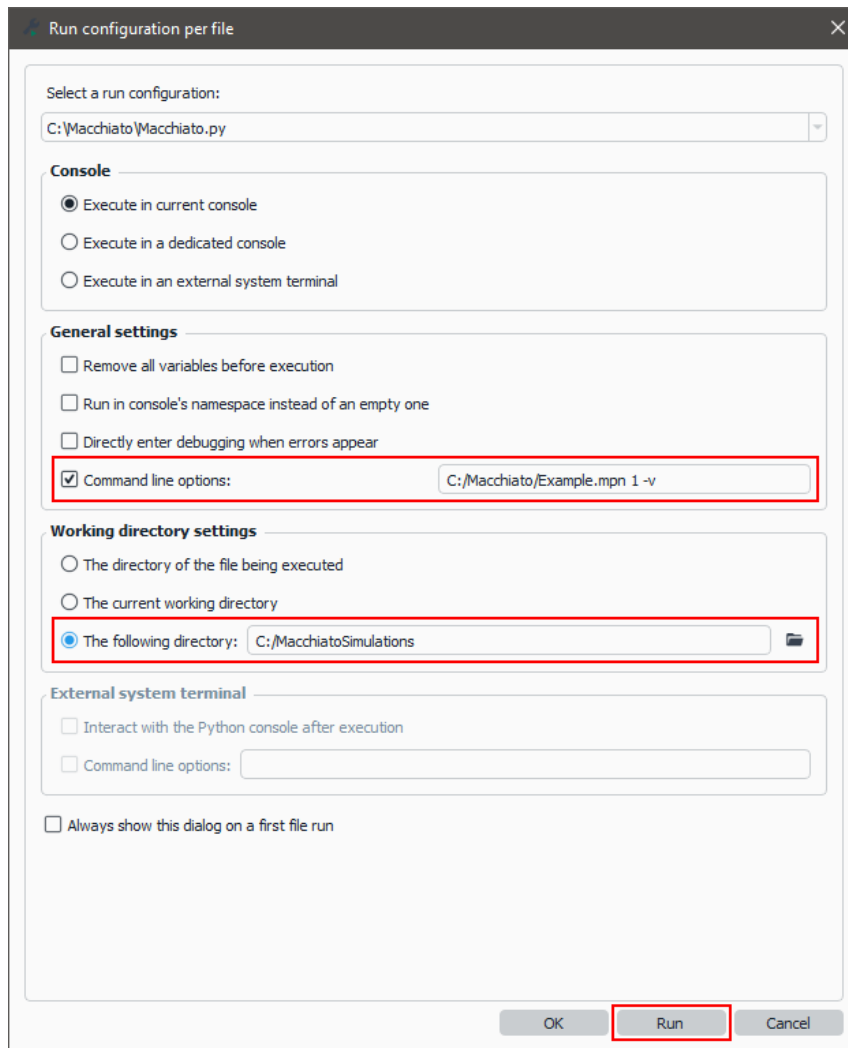 Run configuration per file
Select a run configuration:
C:\Macchiato\Macchiato.py
Console
Execute in current console
Execute in a dedicated console
Execute in an external system terminal
General settings
Remove all variables before execution
Run in console's namespace instead of an empty one
Directly enter debugging when errors appear
Command line options: C:/Macchiato/Example.mpn 1 -v
Working directory settings
The directory of the file being executed
The current working directory
The following directory: C:/MacchiatoSimulations
External system terminal
Interact with the Python console after execution
Command line options:
Always show this dialog on a first file run
OK Run Cancel